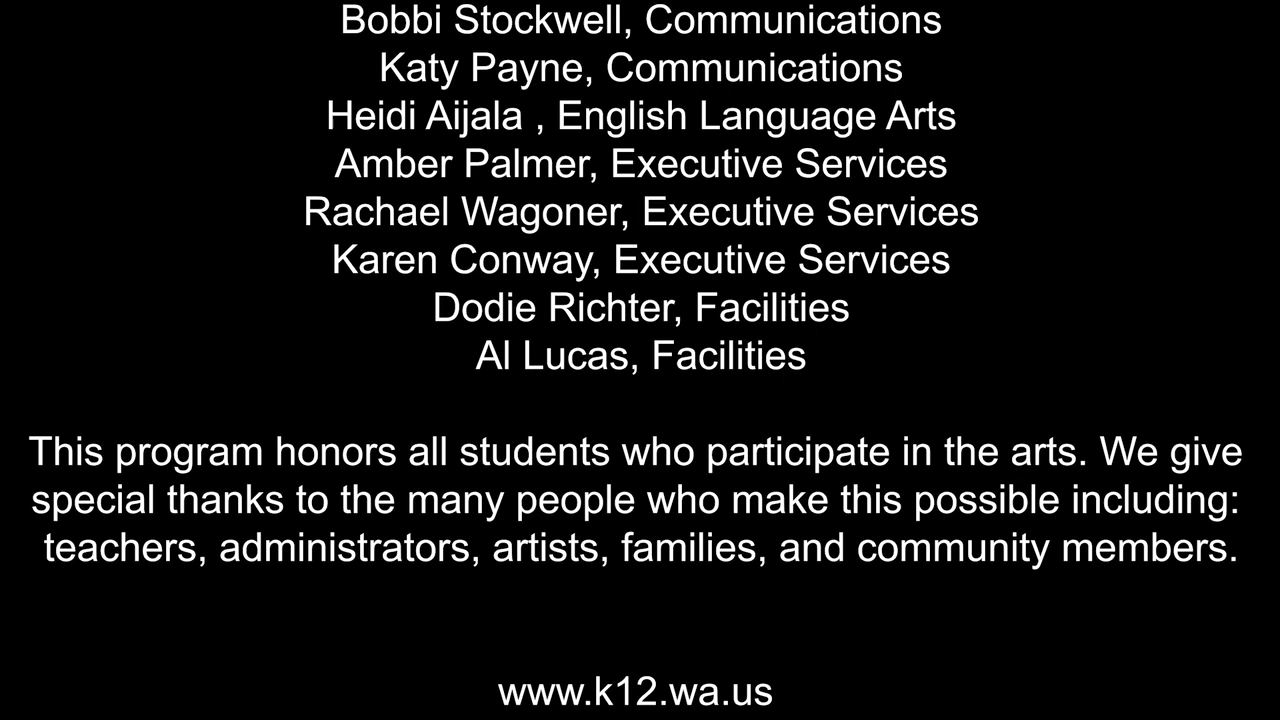 Bobbi Stockwell, Communications
Katy Payne, Communications
Heidi Aijala , English Language Arts
Amber Palmer, Executive Services
Rachael Wagoner, Executive Services
Karen Conway, Executive Services
Dodie Richter, Facilities
Al Lucas, Facilities
This program honors all students who participate in the arts. We give
special thanks to the many people who make this possible including:
teachers, administrators, artists, families, and community members.
www.k12.wa.us